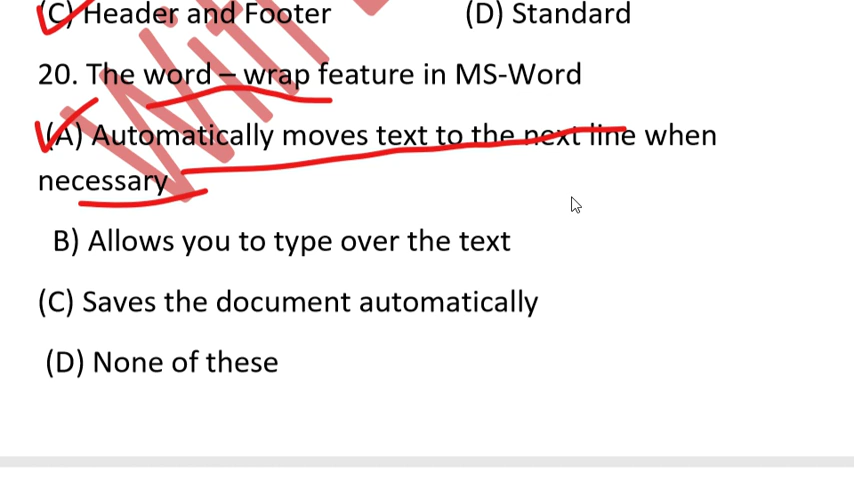 (C) Header and Footer (D) Standard
20. The word – wrap feature in MS-Word
(A) Automatically moves text to the next line when
necessary
B) Allows you to type over the text
(C) Saves the document automatically
(D) None of these